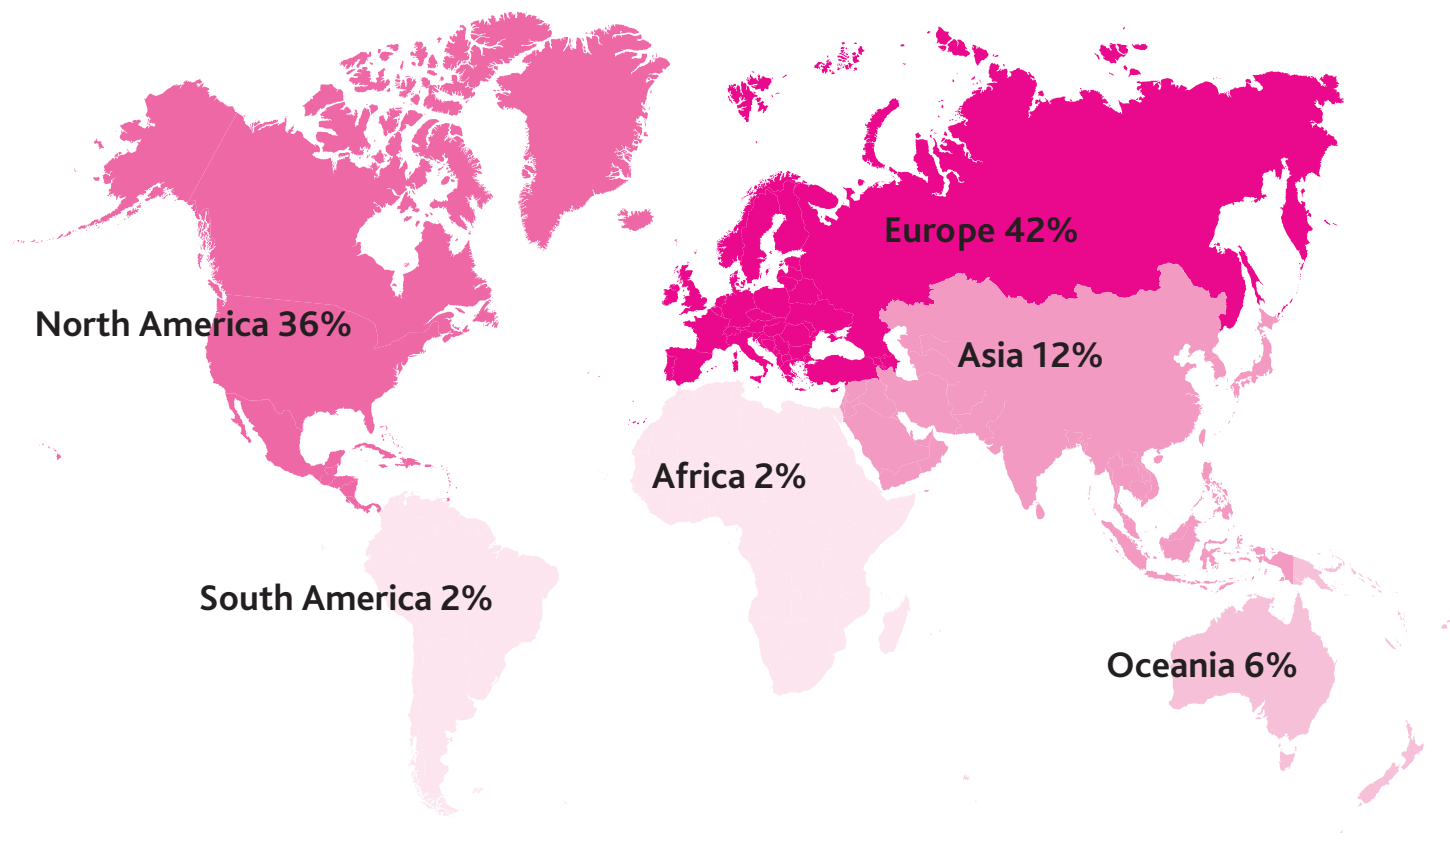 Europe 42%
North America 36%
Asia 12%
Africa 2%
South America 2%
Oceania 6%